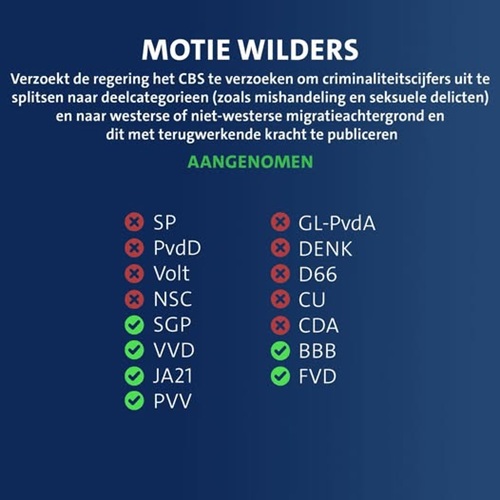 MOTIE WILDERS
Verzoekt de regering het CBS te verzoeken om criminaliteitscijfers uit te
splitsen naar deelcategorieen (zoals mishandeling en seksuele delicten)
en naar westerse of niet-westerse migratieachtergrond en
dit met terugwerkende kracht te publiceren
AANGENOMEN
SP
PvdD
Volt
NSC
SGP
VVD
JA21
PVV
GL-PvdA
DENK
D66
CU
CDA
BBB
FVD